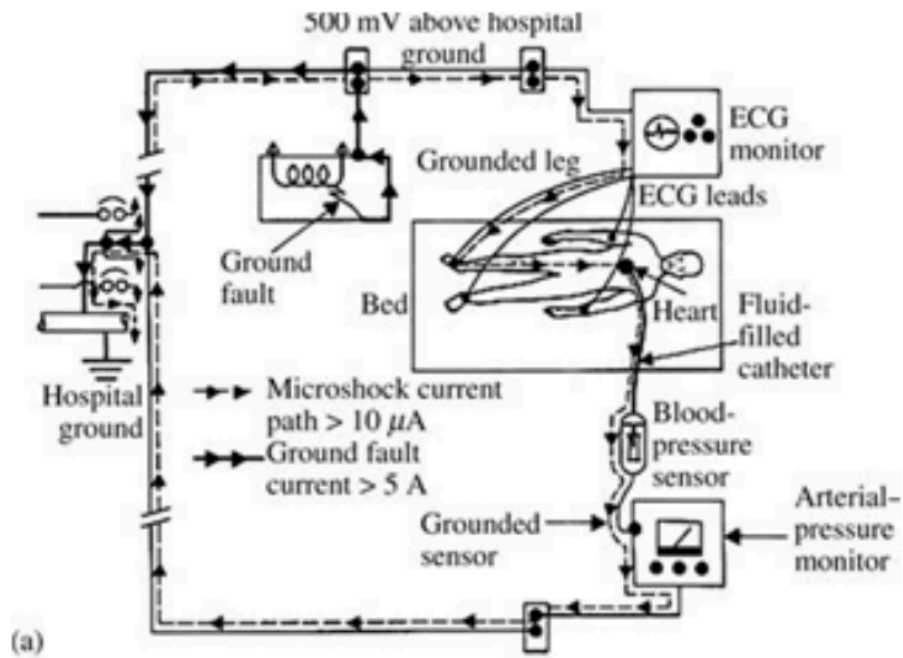 500 mV above hospital
ground
ECG
monitor
Grounded leg
ECG leads
Ground
fault
Bed
Heart
Fluid-
filled
catheter
Hospital
ground
Microshock current
path > 10 μA
Ground fault
current > 5 A
Blood-
pressure
sensor
Grounded
sensor
Arterial-
pressure
monitor
(a)